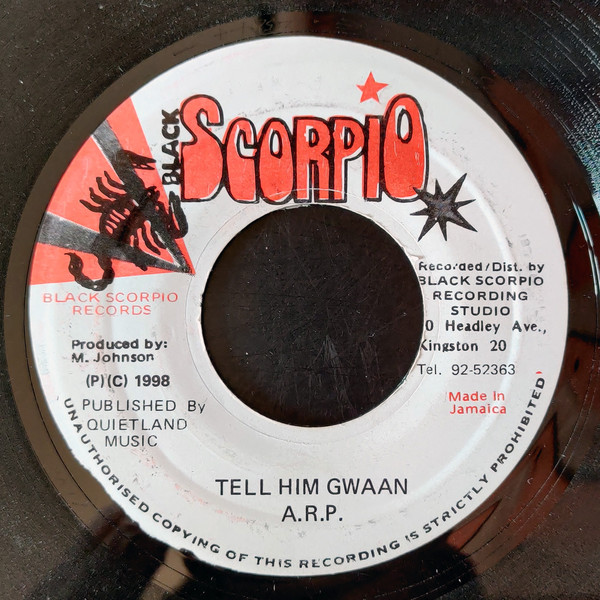 BLACK
SCORPIO
BLACK SCORPIO
RECORDS
Produced by:
M. Johnson
(P)(C) 1998
PUBLISHED By
QUIETLAND
MUSIC
Recorded/Dist. by
BLACK SCORPIO
RECORDING
STUDIO
0 Headley Ave.,
Kingston 20
Tel. 92-52363
Made In
Jamaica
TELL HIM GWAAN
A.R.P.
UNAUTHORISED COPYING OF THIS RECORDING IS STRICTLY PROHIBITED